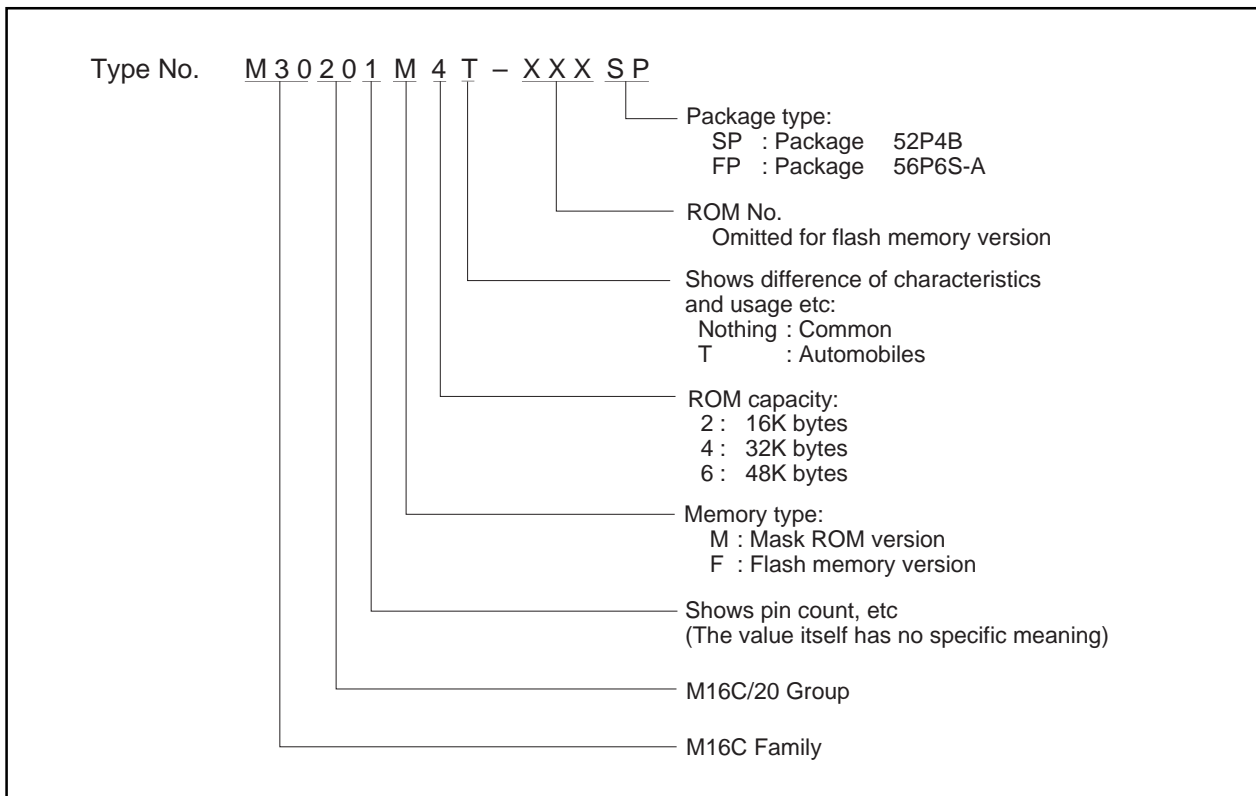 Type No. M 3 0 2 0 1 M 4 T – X X X S P
Package type:
SP : Package 52P4B
FP : Package 56P6S-A
ROM No.
Omitted for flash memory version
Shows difference of characteristics
and usage etc:
Nothing : Common
T : Automobiles
ROM capacity:
2 : 16K bytes
4 : 32K bytes
6 : 48K bytes
Memory type:
M : Mask ROM version
F : Flash memory version
Shows pin count, etc
(The value itself has no specific meaning)
M16C/20 Group
M16C Family